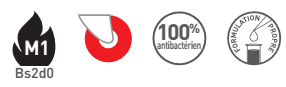 M1
Bs2d0
100%
antibactérien
FORMULATION PROPRE